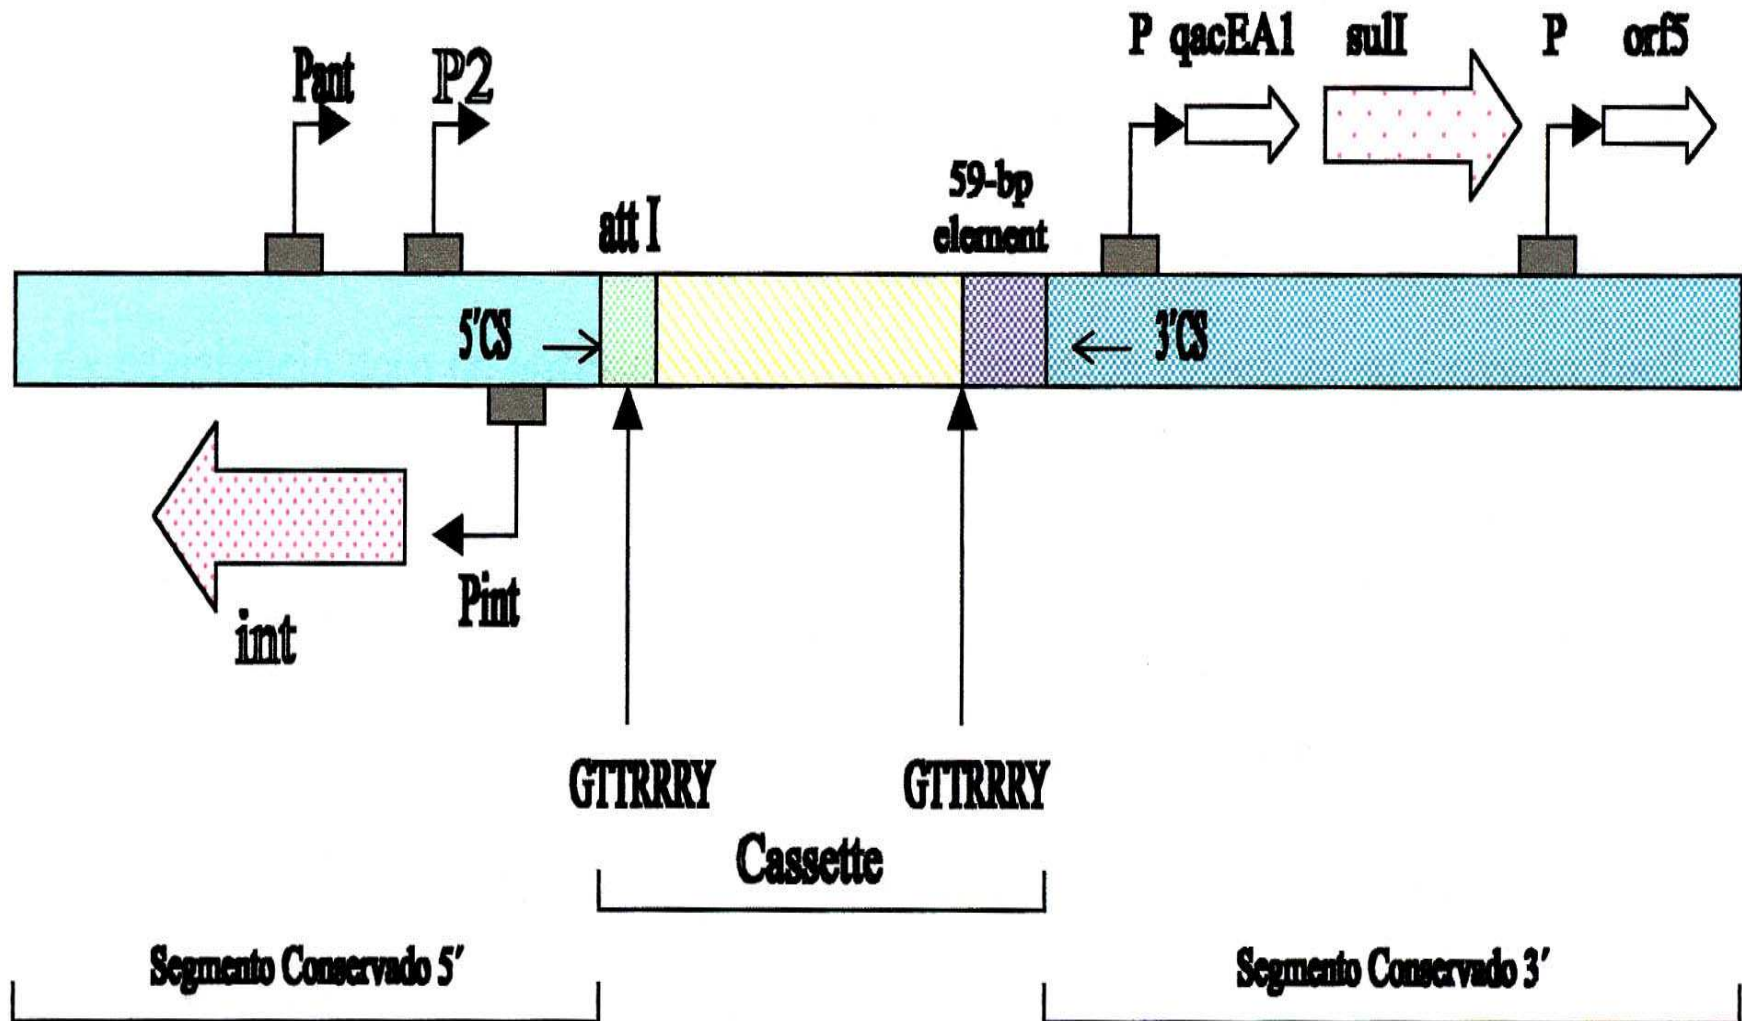 P qacEA1 sulI P orf5
Pant P2
59-bp
element
att I
5'CS 3'CS
Pint
int
GTTRRRY GTTRRRY
Cassette
Segmento Conservado 5' Segmento Conservado 3'